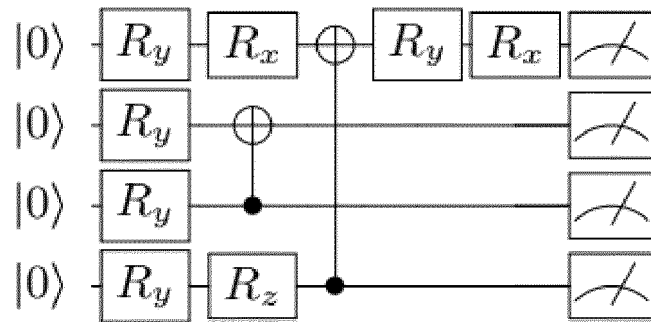 |0⟩ R_y R_x R_y R_x
|0⟩ R_y
|0⟩ R_y
|0⟩ R_y R_z